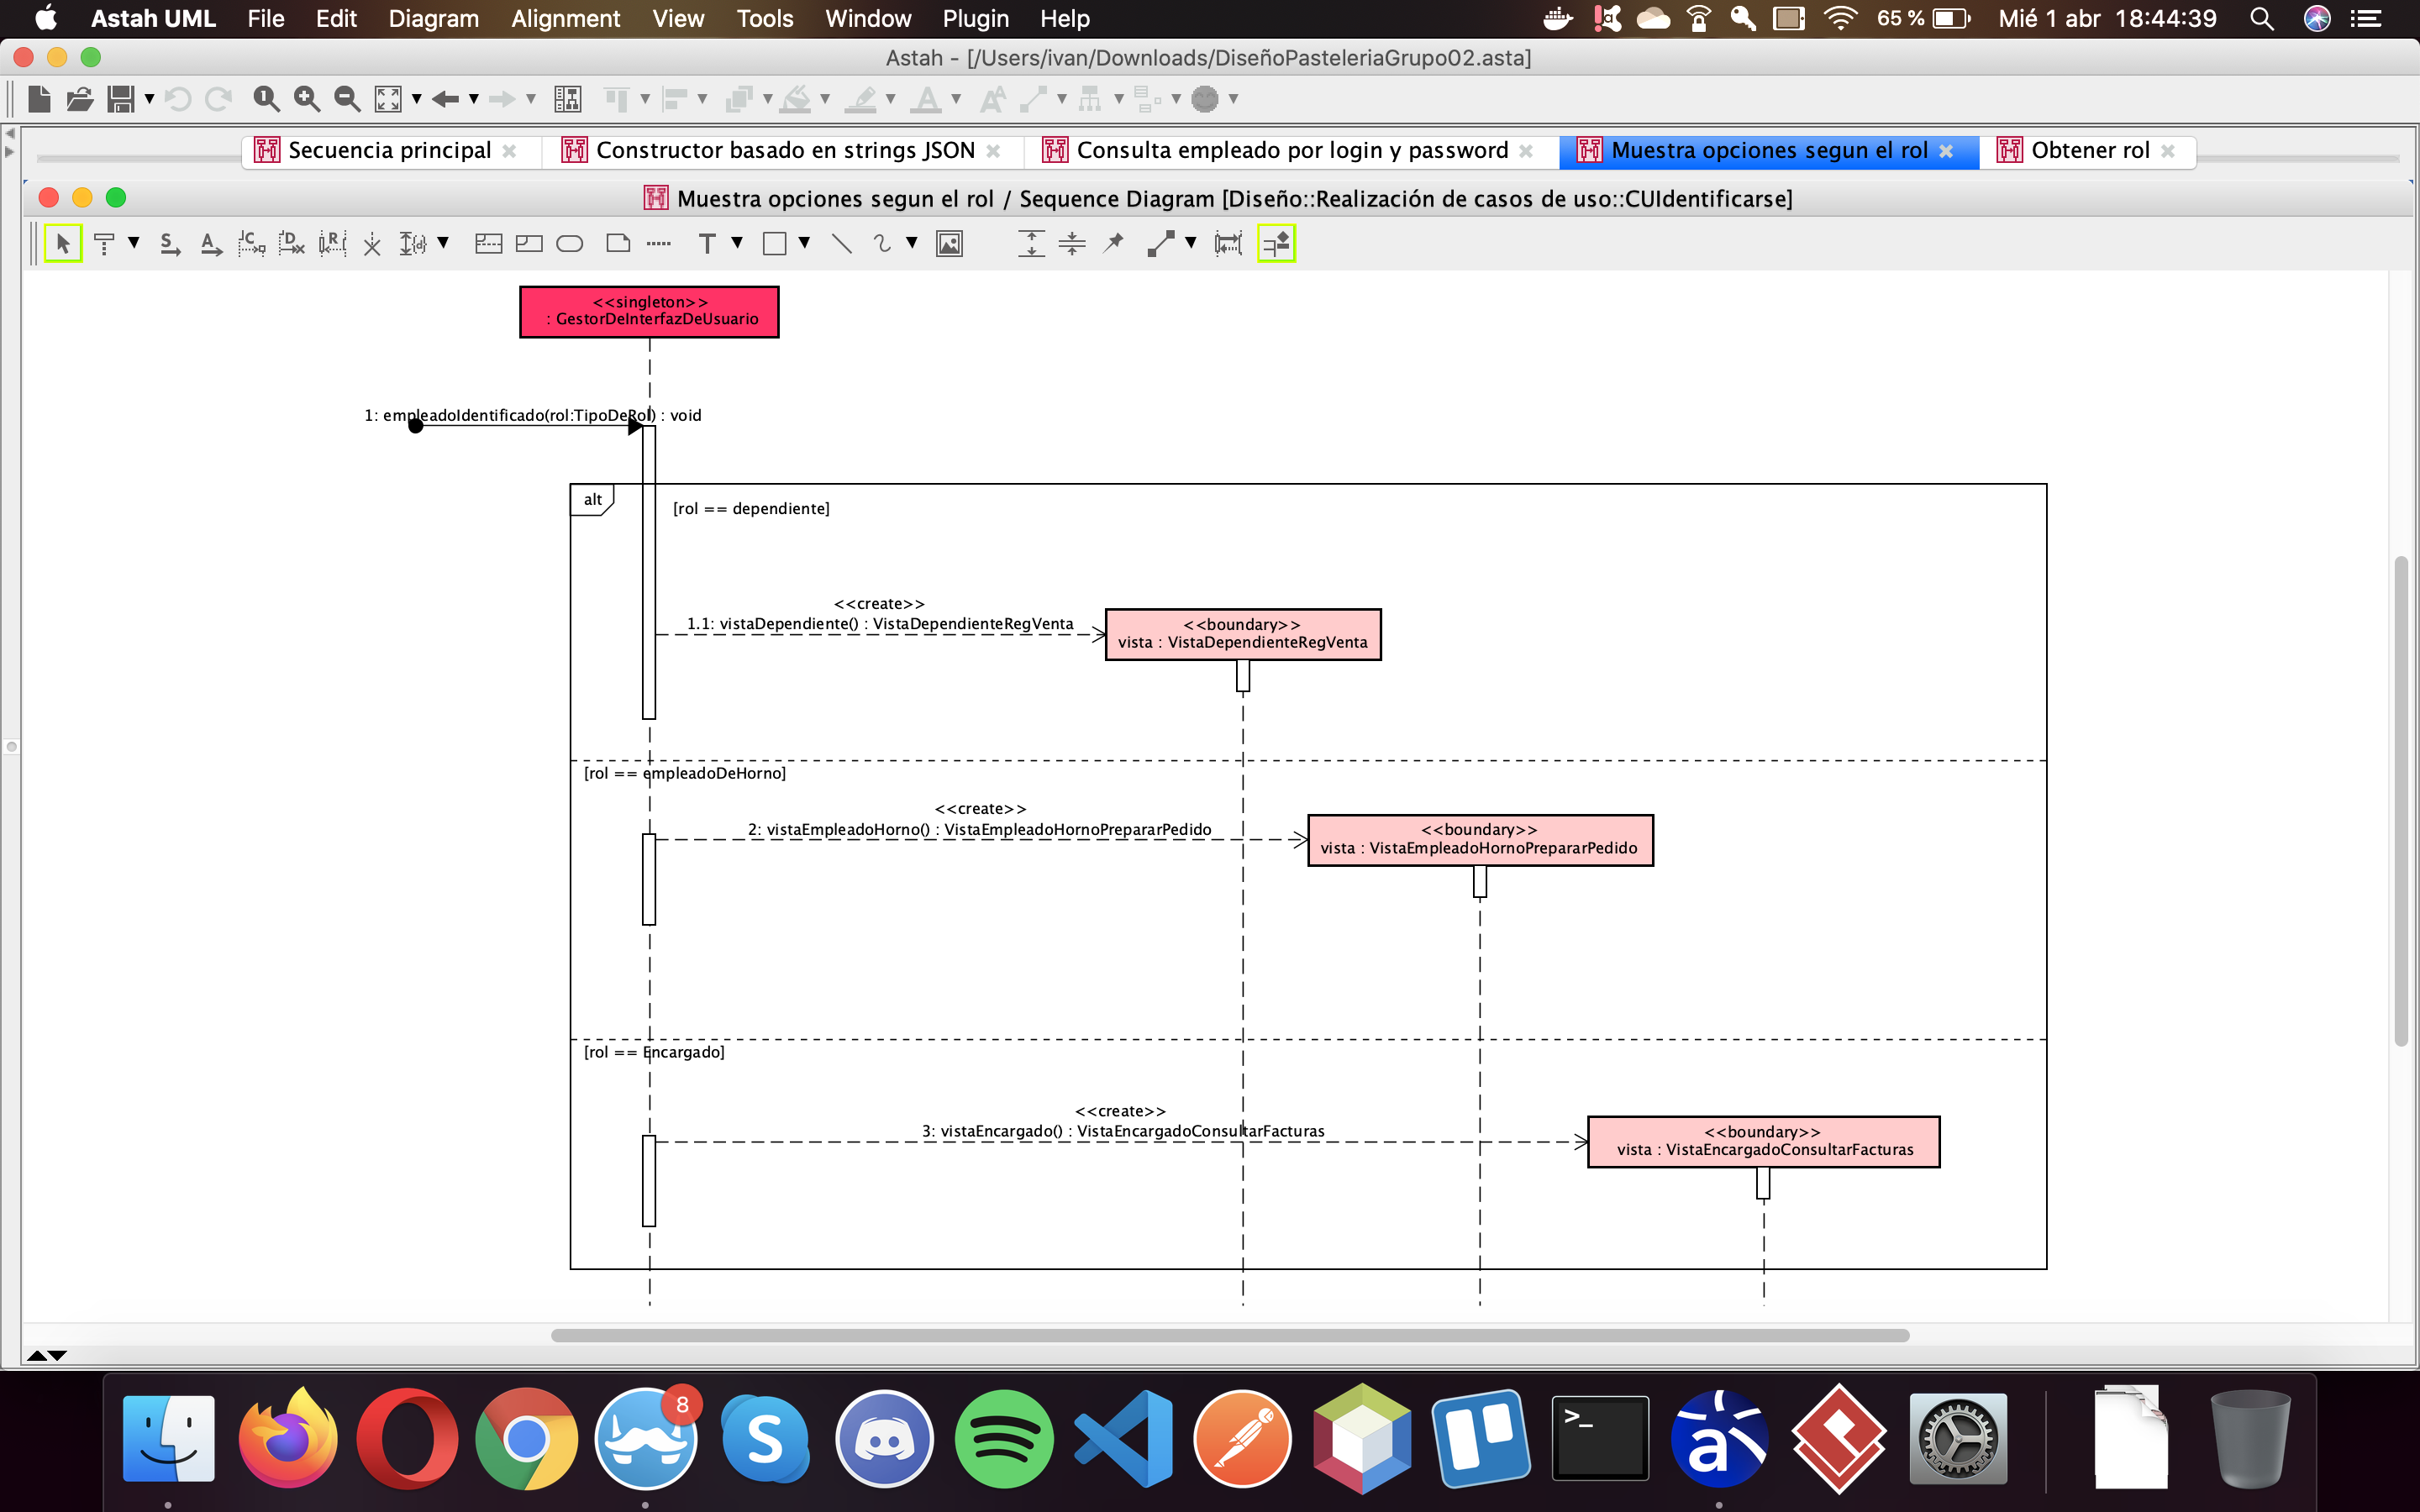 Astah UML File Edit Diagram Alignment View Tools Window Plugin Help 65 % Mié 1 abr 18:44:39
Astah - [/Users/ivan/Downloads/DiseñoPasteleriaGrupo02.asta]
Secuencia principal Constructor basado en strings JSON Consulta empleado por login y password Muestra opciones segun el rol Obtener rol
Muestra opciones segun el rol / Sequence Diagram [Diseño::Realización de casos de uso::CUIdentificarse]
<<singleton>>
: GestorDeInterfazDeUsuario
1: empleadoIdentificado(rol:TipoDeRol) : void
alt
[rol == dependiente]
<<create>>
1.1: vistaDependiente() : VistaDependienteRegVenta
<<boundary>>
vista : VistaDependienteRegVenta
[rol == empleadoDeHorno]
<<create>>
2: vistaEmpleadoHorno() : VistaEmpleadoHornoPrepararPedido
<<boundary>>
vista : VistaEmpleadoHornoPrepararPedido
[rol == Encargado]
<<create>>
3: vistaEncargado() : VistaEncargadoConsultarFacturas
<<boundary>>
vista : VistaEncargadoConsultarFacturas
8